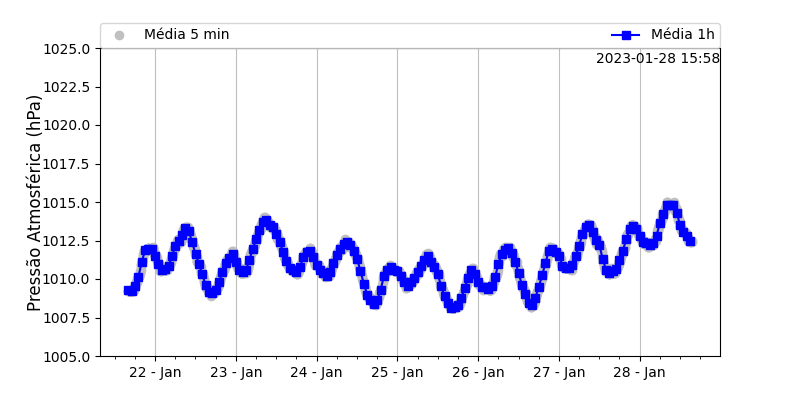 Média 5 min
Média 1h
2023-01-28 15:58
Pressão Atmosférica (hPa)
1025.0
1022.5
1020.0
1017.5
1015.0
1012.5
1010.0
1007.5
1005.0
22 - Jan
23 - Jan
24 - Jan
25 - Jan
26 - Jan
27 - Jan
28 - Jan